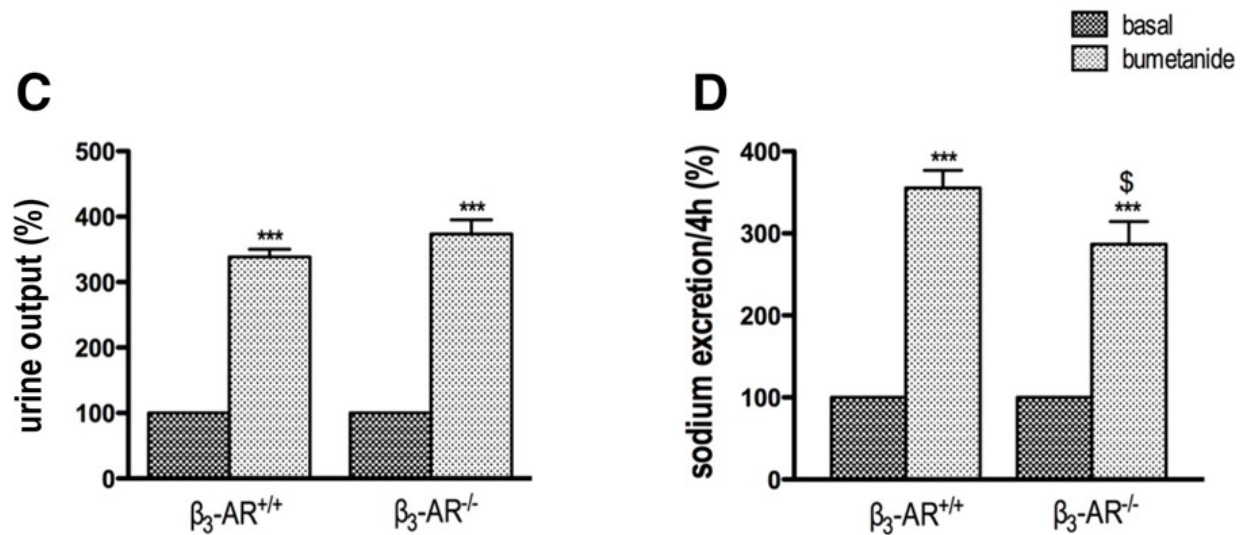 basal
bumetanide
C
D
urine output (%)
500
400
300
200
100
0
***
***
β₃-AR⁺/⁺
β₃-AR⁻/⁻
sodium excretion/4h (%)
400
300
200
100
0
***
$
***
β₃-AR⁺/⁺
β₃-AR⁻/⁻